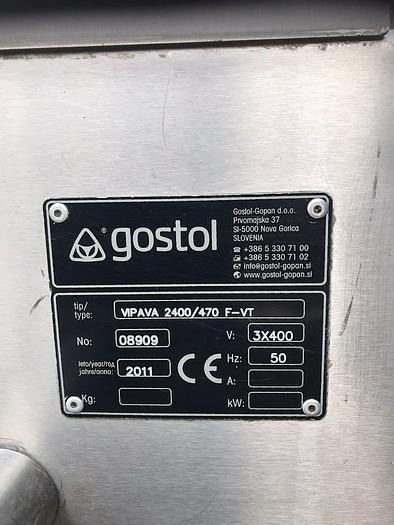 ® gostol
Gostol-Gopan d.o.o.
Prvomajska 37
SI-5000 Nova Gorica
SLOVENIA
+386 5 330 71 00
+386 5 330 71 02
info@gostol-gopan.si
www.gostol-gopan.si
tip/
type: VIPAVA 2400/470 F-VT
No: 08909 V: 3X400
leto/year/год
jahre/anno: 2011 CE Hz: 50
A:
Kg: kW: